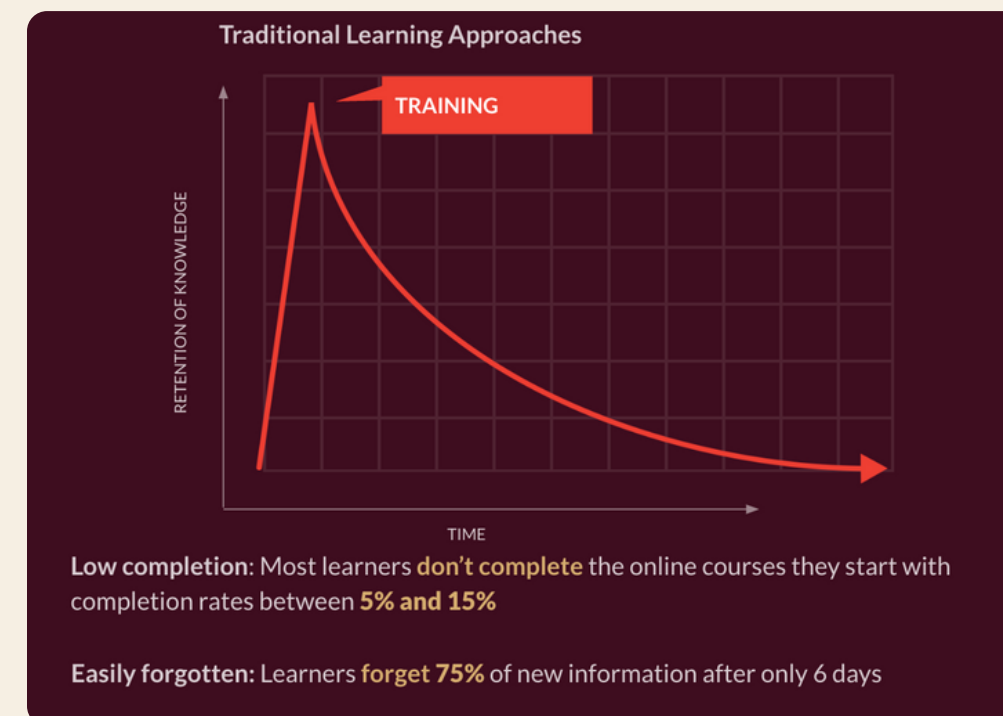 Traditional Learning Approaches
TRAINING
RETENTION OF KNOWLEDGE
TIME
Low completion: Most learners don’t complete the online courses they start with
completion rates between 5% and 15%
Easily forgotten: Learners forget 75% of new information after only 6 days